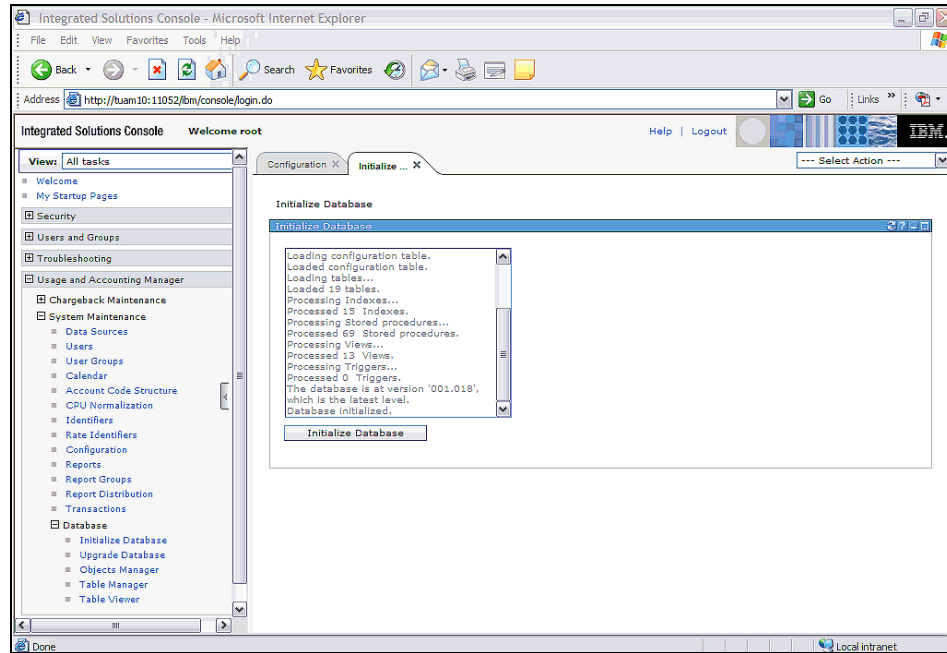 Integrated Solutions Console - Microsoft Internet Explorer
File Edit View Favorites Tools Help
Back Search Favorites
Address http://tuam10:11052/ibm/console/login.do Go Links »
Integrated Solutions Console Welcome root Help | Logout IBM.
View: All tasks
Configuration X Initialize ... X
--- Select Action ---
Welcome
My Startup Pages
Security
Users and Groups
Troubleshooting
Usage and Accounting Manager
Chargeback Maintenance
System Maintenance
Data Sources
Users
User Groups
Calendar
Account Code Structure
CPU Normalization
Identifiers
Rate Identifiers
Configuration
Reports
Report Groups
Report Distribution
Transactions
Database
Initialize Database
Upgrade Database
Objects Manager
Table Manager
Table Viewer
Initialize Database
Initialize Database
Loading configuration table.
Loaded configuration table.
Loading tables...
Loaded 19 tables.
Processing Indexes...
Processed 15 Indexes.
Processing Stored procedures...
Processed 69 Stored procedures.
Processing Views...
Processed 13 Views.
Processing Triggers...
Processed 0 Triggers.
The database is at version '001.018',
which is the latest level.
Database initialized.
Initialize Database
Done
Local intranet